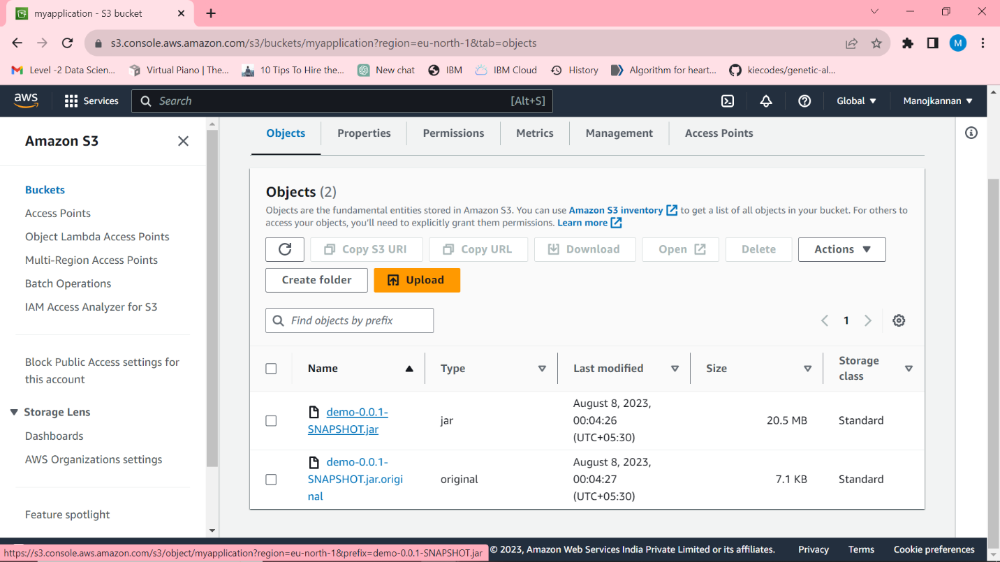 myapplication - S3 bucket
s3.console.aws.amazon.com/s3/buckets/myapplication?region=eu-north-1&tab=objects
M
Level -2 Data Scien...
Virtual Piano | The...
10 Tips To Hire the...
New chat
IBM
IBM Cloud
History
Algorithm for heart...
kiecodes/genetic-al...
aws
Services
Search
[Alt+S]
Global
Manojkannan
Amazon S3
Buckets
Access Points
Object Lambda Access Points
Multi-Region Access Points
Batch Operations
IAM Access Analyzer for S3
Block Public Access settings for
this account
Storage Lens
Dashboards
AWS Organizations settings
Feature spotlight
Objects
Properties
Permissions
Metrics
Management
Access Points
Objects (2)
Objects are the fundamental entities stored in Amazon S3. You can use Amazon S3 inventory to get a list of all objects in your bucket. For others to
access your objects, you'll need to explicitly grant them permissions. Learn more
Copy S3 URI
Copy URL
Download
Open
Delete
Actions
Create folder
Upload
Find objects by prefix
1
Name
Type
Last modified
Size
Storage
class
demo-0.0.1-
SNAPSHOT.jar
jar
August 8, 2023,
00:04:26
(UTC+05:30)
20.5 MB
Standard
demo-0.0.1-
SNAPSHOT.jar.origi
nal
original
August 8, 2023,
00:04:27
(UTC+05:30)
7.1 KB
Standard
https://s3.console.aws.amazon.com/s3/object/myapplication?region=eu-north-1&prefix=demo-0.0.1-SNAPSHOT.jar
© 2023, Amazon Web Services India Private Limited or its affiliates.
Privacy
Terms
Cookie preferences